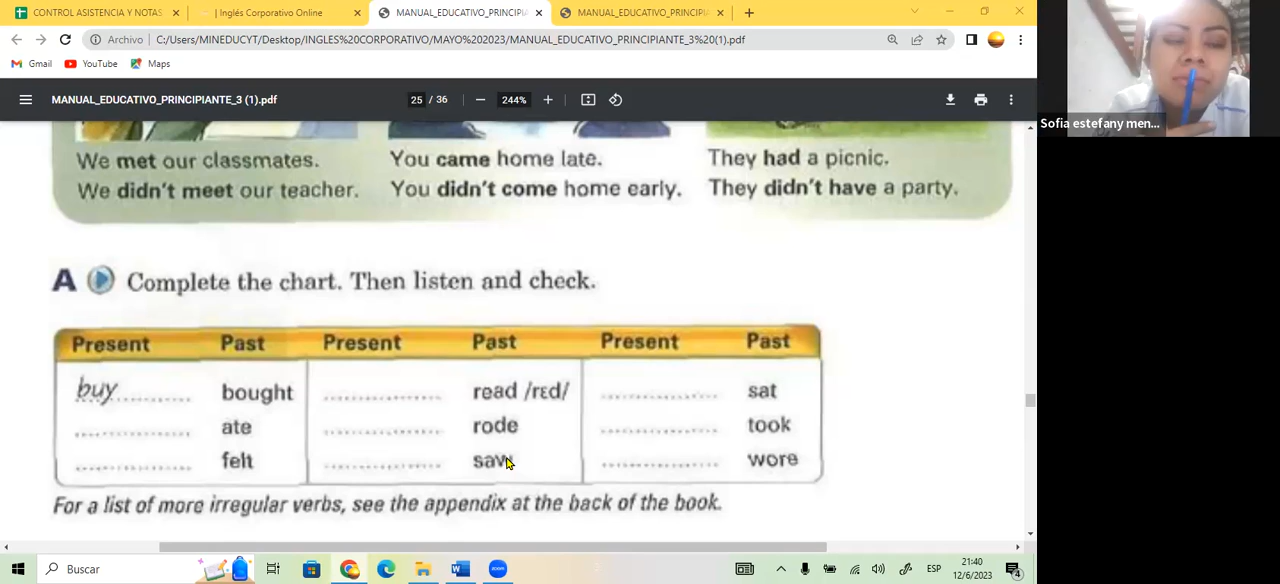 CONTROL ASISTENCIA Y NOTAS
| Inglés Corporativo Online
MANUAL_EDUCATIVO_PRINCIPIA
MANUAL_EDUCATIVO_PRINCIPIA
Archivo
C:/Users/MINEDUCYT/Desktop/INGLES%20CORPORATIVO/MAYO%202023/MANUAL_EDUCATIVO_PRINCIPIANTE_3%20(1).pdf
Gmail YouTube Maps
MANUAL_EDUCATIVO_PRINCIPIANTE_3 (1).pdf
25 / 36
244%
Sofia estefany men...
We met our classmates. You came home late. They had a picnic.
We didn't meet our teacher. You didn't come home early. They didn't have a party.
A Complete the chart. Then listen and check.
Present Past Present Past Present Past
buy bought read /rɛd/ sat
ate rode took
felt saw wore
For a list of more irregular verbs, see the appendix at the back of the book.
Buscar
W
zoom
ESP
21:40
12/6/2023
4